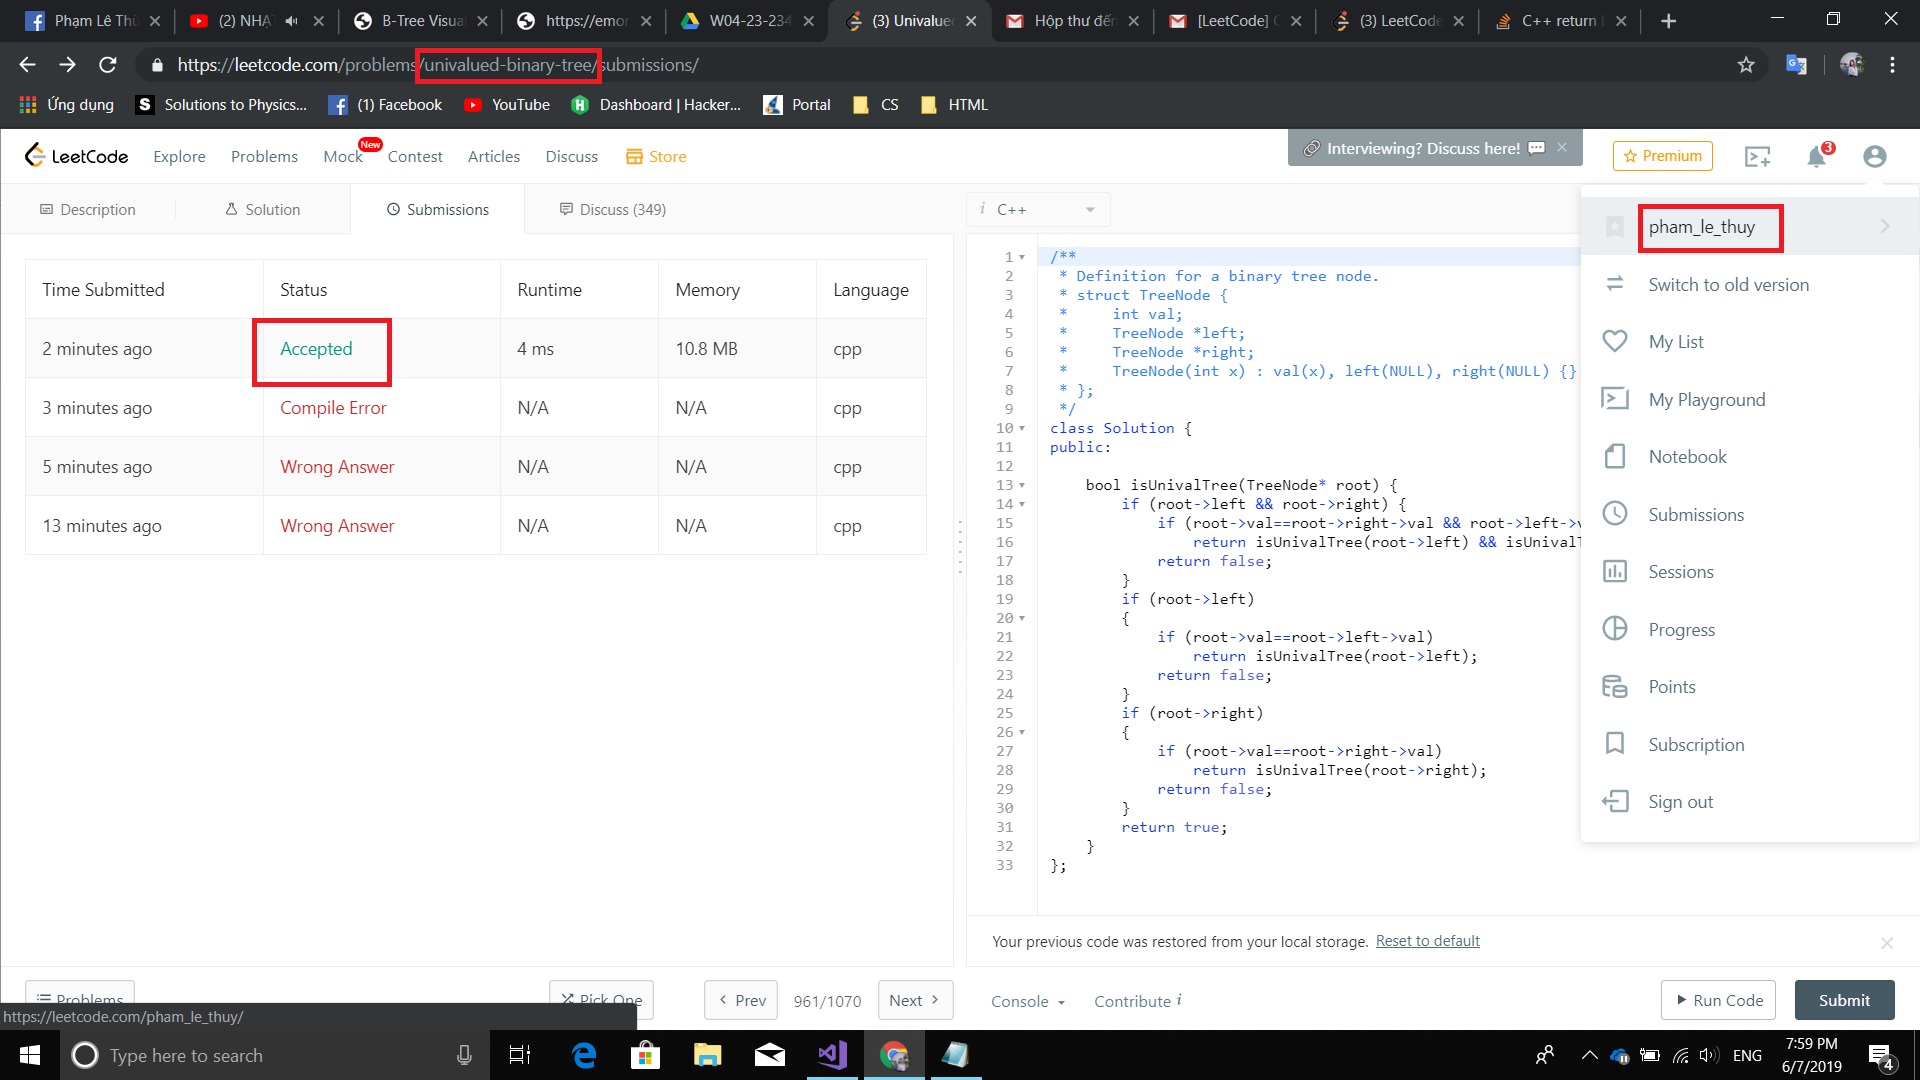 Phạm Lê Thù
(2) NHẠ
B-Tree Visua
https://emor
W04-23-234
(3) Univalue
Hộp thư đến
[LeetCode]
(3) LeetCode
C++ return
https://leetcode.com/problems/univalued-binary-tree/submissions/
Ứng dụng
S
Solutions to Physics...
(1) Facebook
YouTube
Dashboard | Hacker...
Portal
CS
HTML
LeetCode
Explore
Problems
Mock
New
Contest
Articles
Discuss
Store
Interviewing? Discuss here!
Premium
3
Description
Solution
Submissions
Discuss (349)
i C++
Time Submitted Status Runtime Memory Language
2 minutes ago Accepted 4 ms 10.8 MB cpp
3 minutes ago Compile Error N/A N/A cpp
5 minutes ago Wrong Answer N/A N/A cpp
13 minutes ago Wrong Answer N/A N/A cpp
1 /**
2 * Definition for a binary tree node.
3 * struct TreeNode {
4 *     int val;
5 *     TreeNode *left;
6 *     TreeNode *right;
7 *     TreeNode(int x) : val(x), left(NULL), right(NULL) {}
8 * };
9 */
10 class Solution {
11 public:
12
13     bool isUnivalTree(TreeNode* root) {
14         if (root->left && root->right) {
15             if (root->val==root->right->val && root->left->v
16                 return isUnivalTree(root->left) && isUnivalT
17             return false;
18         }
19         if (root->left)
20         {
21             if (root->val==root->left->val)
22                 return isUnivalTree(root->left);
23             return false;
24         }
25         if (root->right)
26         {
27             if (root->val==root->right->val)
28                 return isUnivalTree(root->right);
29             return false;
30         }
31         return true;
32     }
33 };
pham_le_thuy
Switch to old version
My List
My Playground
Notebook
Submissions
Sessions
Progress
Points
Subscription
Sign out
Your previous code was restored from your local storage. Reset to default
Problems
Pick One
Prev
961/1070
Next
Console
Contribute i
Run Code
Submit
https://leetcode.com/pham_le_thuy/
Type here to search
ENG
7:59 PM
6/7/2019
4